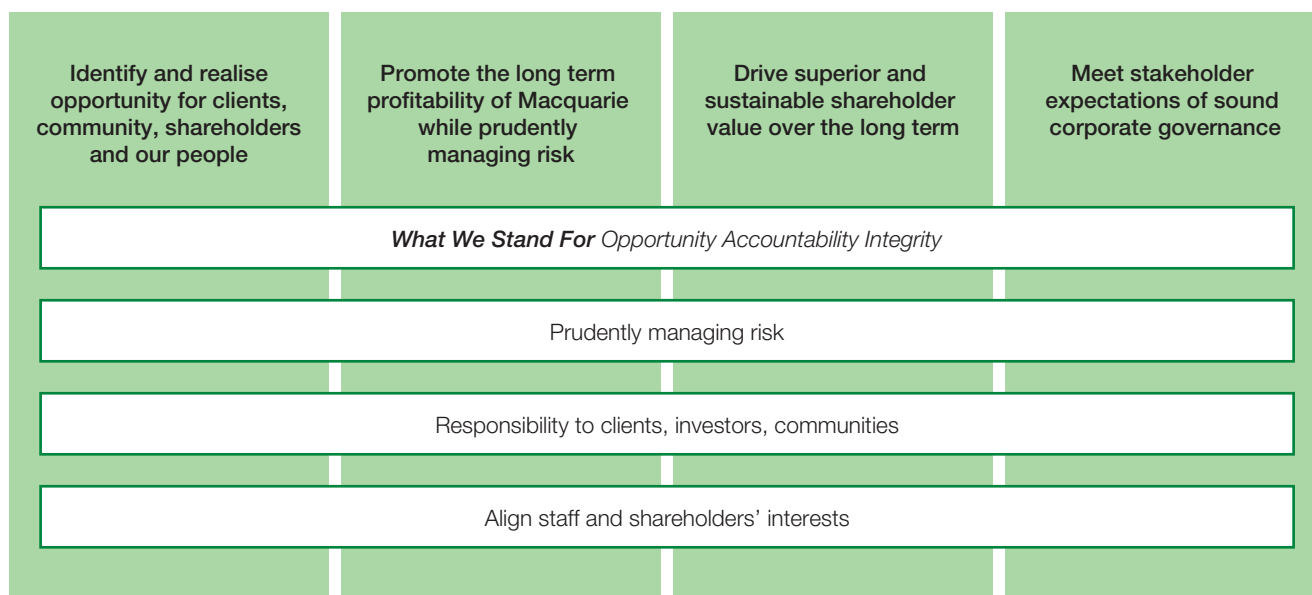 Identify and realise
opportunity for clients,
community, shareholders
and our people
Promote the long term
profitability of Macquarie
while prudently
managing risk
Drive superior and
sustainable shareholder
value over the long term
Meet stakeholder
expectations of sound
corporate governance
What We Stand For Opportunity Accountability Integrity
Prudently managing risk
Responsibility to clients, investors, communities
Align staff and shareholders’ interests